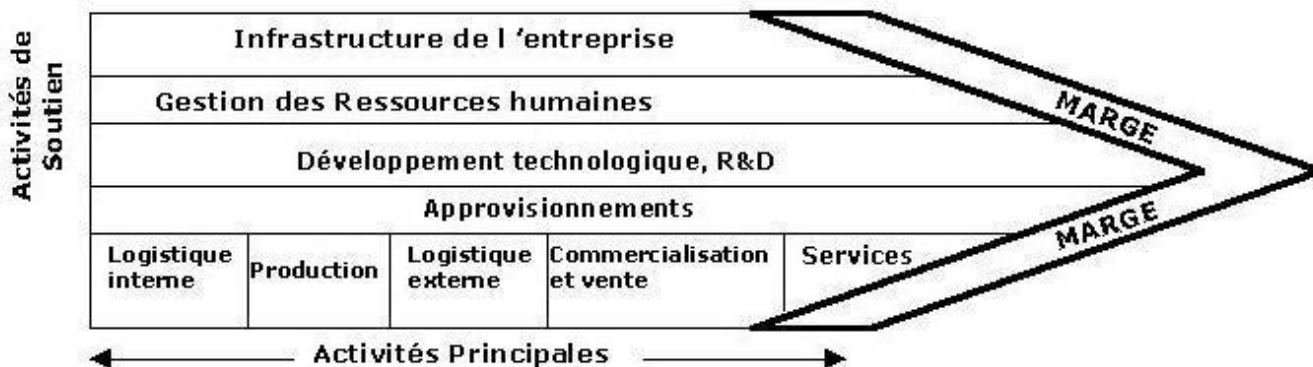 Activités de
Soutien
Infrastructure de l 'entreprise
Gestion des Ressources humaines
Développement technologique, R&D
Approvisionnements
Logistique
interne
Production
Logistique
externe
Commercialisation
et vente
Services
MARGE
MARGE
Activités Principales